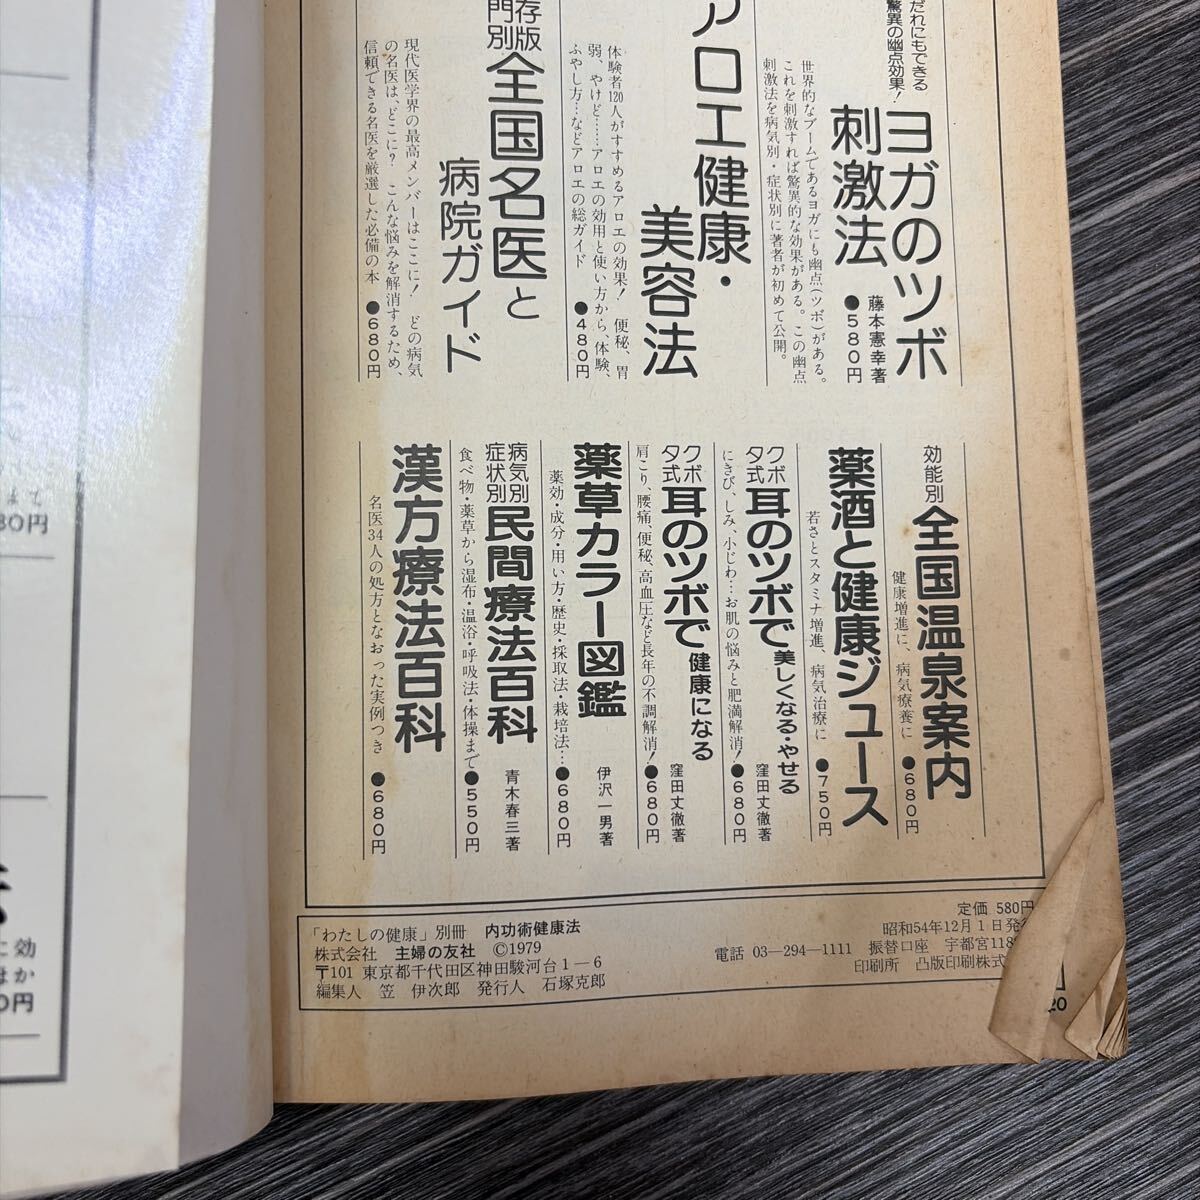 だれにもできる
驚異の幽点効果!
ヨガのツボ
刺激法
藤本憲幸著
●580円
世界的なブームであるヨガにも幽点(ツボ)がある。
これを刺激すれば驚異的な効果がある。この幽点
刺激法を病気別・症状別に著者が初めて公開。
アロエ健康・
美容法
体験者120人がすすめるアロエの効果! 便秘、胃
弱、やけど……アロエの効用と使い方から、体験、
ふやし方…などアロエの総ガイド
●480円
存版
門別
全国名医と
病院ガイド
現代医学界の最高メンバーはここに! どの病気
の名医は、どこに? こんな悩みを解消するため、
信頼できる名医を厳選した必備の本
●680円
効能別
全国温泉案内
健康増進に、病気療養に
●680円
薬酒と健康ジュース
若さとスタミナ増進、病気治療に
●750円
クボタ式
耳のツボで美しくなる・やせる
窪田丈徹著
にきび、しみ、小じわ…お肌の悩みと肥満解消!
●680円
クボタ式
耳のツボで健康になる
窪田丈徹著
肩こり、腰痛、便秘、高血圧など長年の不調解消!
●680円
薬草カラー図鑑
伊沢一男著
薬効・成分・用い方・歴史・採取法・栽培法…
●680円
病気別
症状別
民間療法百科
青木春三著
食べ物・薬草から湿布・温浴・呼吸法・体操まで
●550円
漢方療法百科
名医34人の処方となおった実例つき
●680円
「わたしの健康」別冊 内功術健康法
定価 580円
株式会社 主婦の友社 ©1979
昭和54年12月1日発行
〒101 東京都千代田区神田駿河台1−6
電話 03−294−1111 振替口座 宇都宮118
編集人 笠 伊次郎 発行人 石塚克郎
印刷所 凸版印刷株式
20
まで
80円
に効
ほか
0円